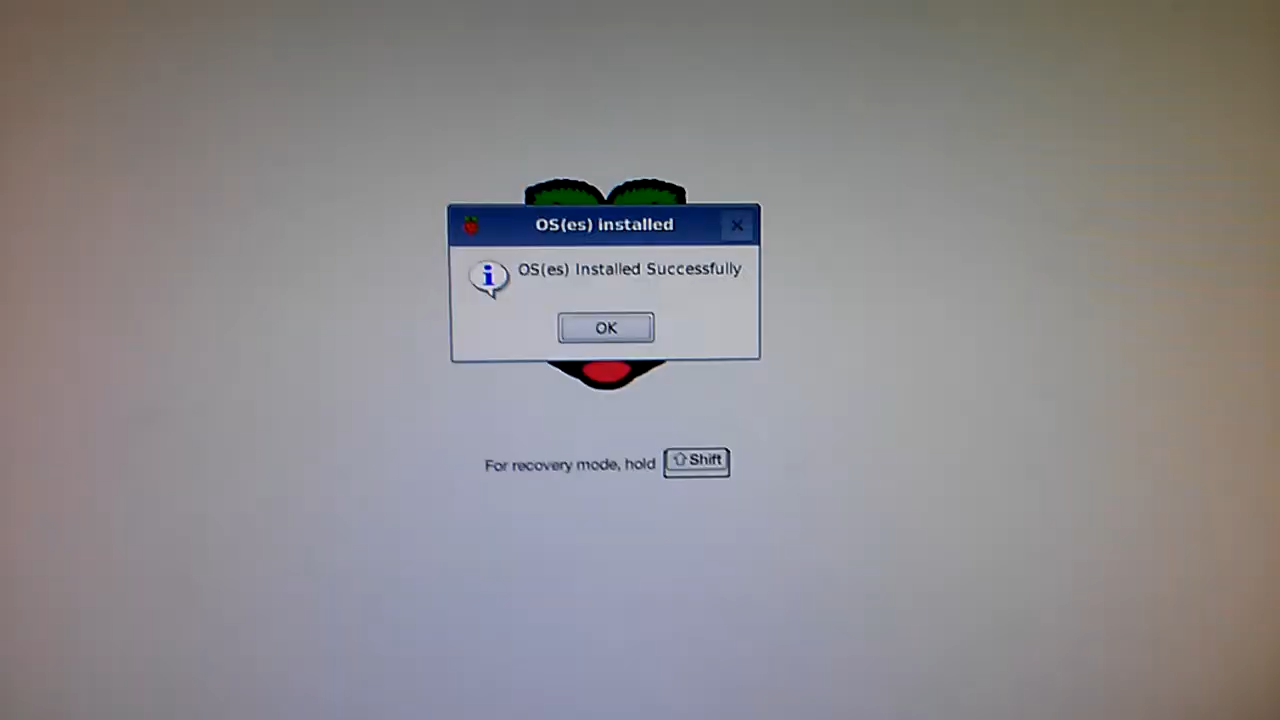 OS(es) installed
OS(es) Installed Successfully
OK
For recovery mode, hold Shift